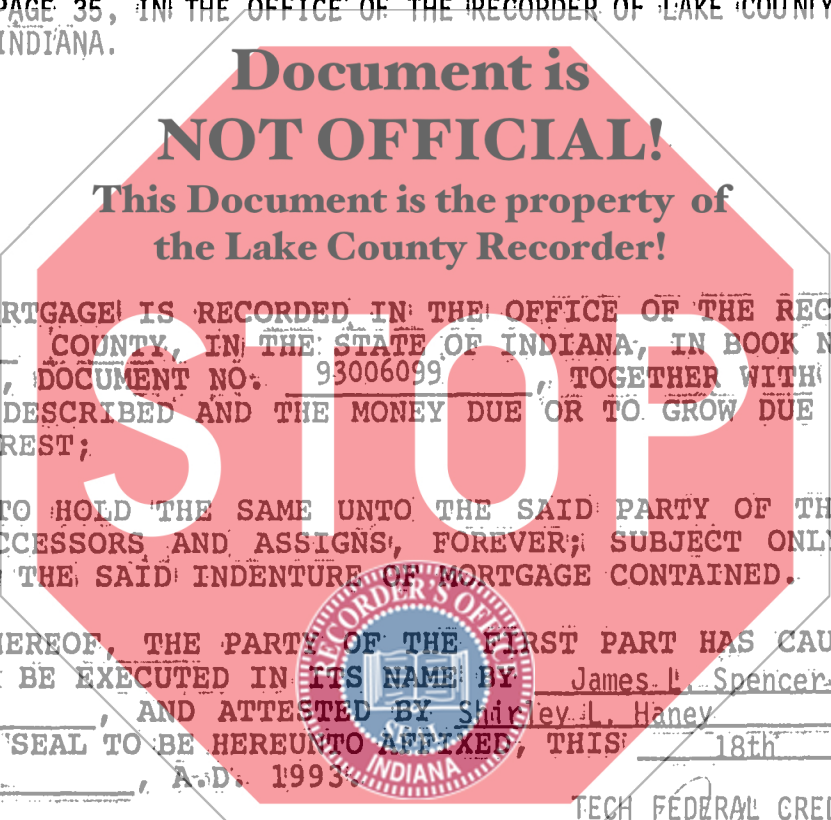 PAGE 35, IN THE OFFICE OF THE RECORDER OF LAKE COUNTY
INDIANA.
Document is
NOT OFFICIAL!
This Document is the property of
the Lake County Recorder!
STOP
RTGAGE IS RECORDED IN THE OFFICE OF THE REC
COUNTY, IN THE STATE OF INDIANA, IN BOOK N
, DOCUMENT NO. 93006099, TOGETHER WITH
DESCRIBED AND THE MONEY DUE OR TO GROW DUE
REST;
TO HOLD THE SAME UNTO THE SAID PARTY OF TH
CCESSORS AND ASSIGNS, FOREVER; SUBJECT ONLY
THE SAID INDENTURE OF MORTGAGE CONTAINED.
EREOF, THE PARTY OF THE FIRST PART HAS CAU
BE EXECUTED IN ITS NAME BY James L. Spencer
, AND ATTESTED BY Shirley L. Haney
SEAL TO BE HEREUNTO AFFIXED, THIS 18th
, A.D. 1993.
RECORDER'S OFFICE
SEAL
INDIANA
TECH FEDERAL CRED